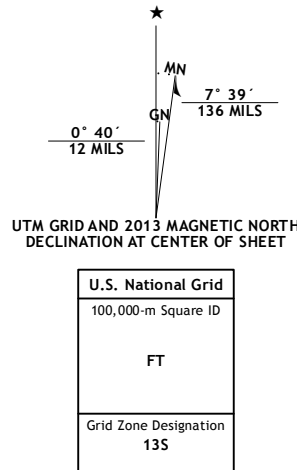 MN
7° 39´
136 MILS
GN
0° 40´
12 MILS
UTM GRID AND 2013 MAGNETIC NORTH
DECLINATION AT CENTER OF SHEET
U.S. National Grid
100,000-m Square ID
FT
Grid Zone Designation
13S